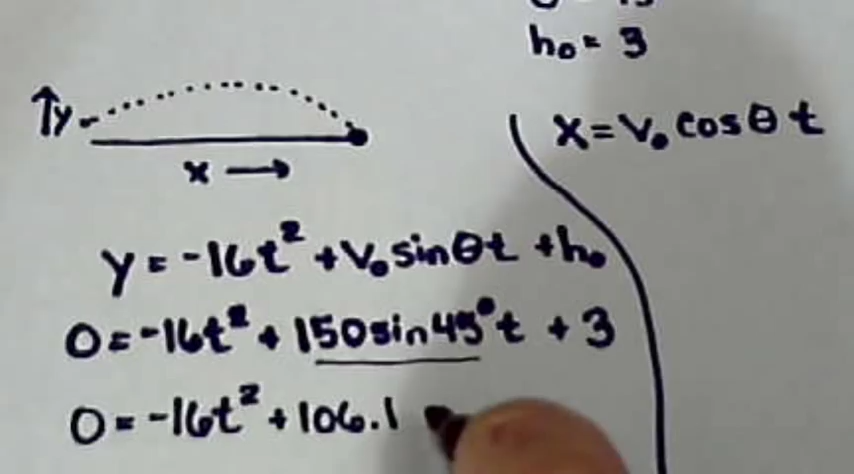 h₀ = 3
↑y
x →
x = v₀ cos θ t
y = -16t² + v₀ sin θ t + h₀
0 = -16t² + 150 sin 45° t + 3
0 = -16t² + 106.1